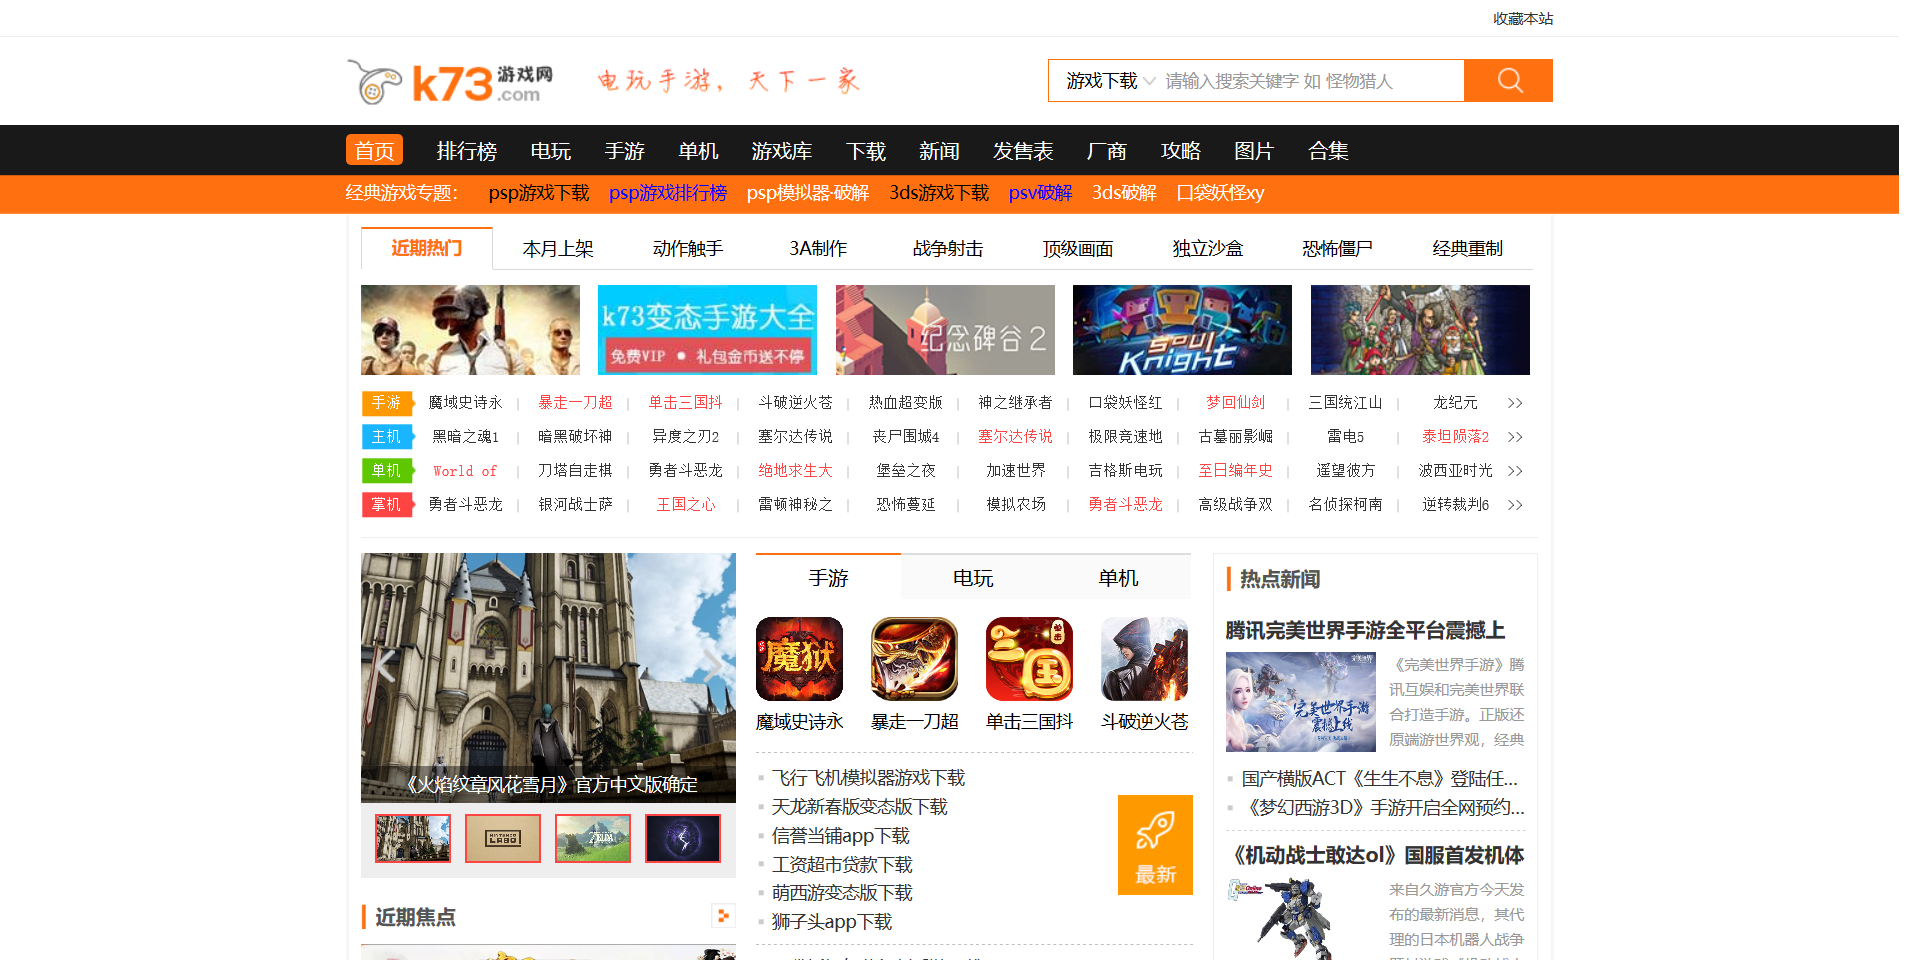 收藏本站
k73 游戏网 .com
电玩手游，天下一家
游戏下载 请输入搜索关键字 如 怪物猎人
首页 排行榜 电玩 手游 单机 游戏库 下载 新闻 发售表 厂商 攻略 图片 合集
经典游戏专题： psp游戏下载 psp游戏排行榜 psp模拟器·破解 3ds游戏下载 psv破解 3ds破解 口袋妖怪xy
近期热门 本月上架 动作触手 3A制作 战争射击 顶级画面 独立沙盒 恐怖僵尸 经典重制
k73变态手游大全
免费VIP ● 礼包金币送不停
纪念碑谷2
Soul Knight
手游 魔域史诗永 暴走一刀超 单击三国抖 斗破逆火苍 热血超变版 神之继承者 口袋妖怪红 梦回仙剑 三国统江山 龙纪元 >>
主机 黑暗之魂1 暗黑破坏神 异度之刃2 塞尔达传说 丧尸围城4 塞尔达传说 极限竞速地 古墓丽影崛 雷电5 泰坦陨落2 >>
单机 World of 刀塔自走棋 勇者斗恶龙 绝地求生大 堡垒之夜 加速世界 吉格斯电玩 至日编年史 遥望彼方 波西亚时光 >>
掌机 勇者斗恶龙 银河战士萨 王国之心 雷顿神秘之 恐怖蔓延 模拟农场 勇者斗恶龙 高级战争双 名侦探柯南 逆转裁判6 >>
《火焰纹章风花雪月》官方中文版确定
NINTENDO LABO
ZELDA
近期焦点
手游 电玩 单机
魔狱
单击 三国
魔域史诗永 暴走一刀超 单击三国抖 斗破逆火苍
飞行飞机模拟器游戏下载
天龙新春版变态版下载
信誉当铺app下载
工资超市贷款下载
萌西游变态版下载
狮子头app下载
最新
热点新闻
腾讯完美世界手游全平台震撼上
完美世界手游
震撼上线
《完美世界手游》腾
讯互娱和完美世界联
合打造手游。正版还
原端游世界观，经典
国产横版ACT《生生不息》登陆任...
《梦幻西游3D》手游开启全网预约...
《机动战士敢达ol》国服首发机体
来自久游官方今天发
布的最新消息，其代
理的日本机器人战争